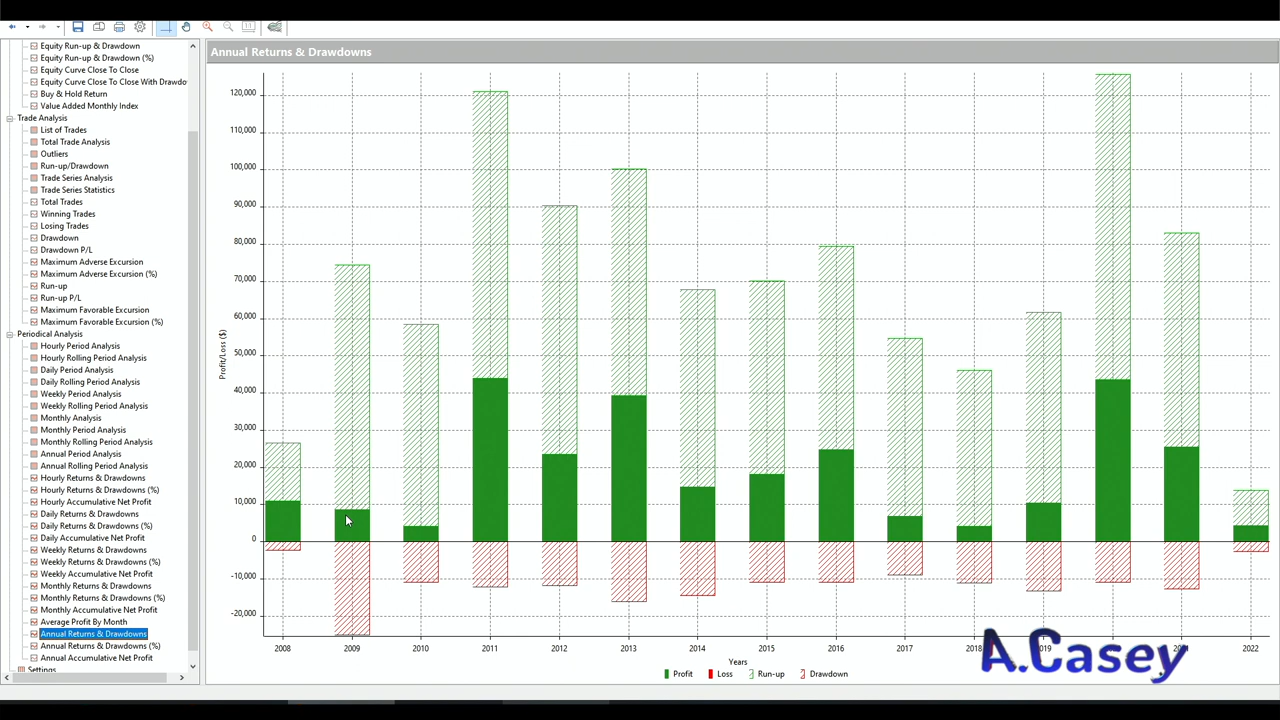 Annual Returns & Drawdowns
Equity Run-up & Drawdown
Equity Run-up & Drawdown (%)
Equity Curve Close To Close
Equity Curve Close To Close With Drawdo
Buy & Hold Return
Value Added Monthly Index
Trade Analysis
List of Trades
Total Trade Analysis
Outliers
Run-up/Drawdown
Trade Series Analysis
Trade Series Statistics
Total Trades
Winning Trades
Losing Trades
Drawdown
Drawdown P/L
Maximum Adverse Excursion
Maximum Adverse Excursion (%)
Run-up
Run-up P/L
Maximum Favorable Excursion
Maximum Favorable Excursion (%)
Periodical Analysis
Hourly Period Analysis
Hourly Rolling Period Analysis
Daily Period Analysis
Daily Rolling Period Analysis
Weekly Period Analysis
Weekly Rolling Period Analysis
Monthly Analysis
Monthly Period Analysis
Monthly Rolling Period Analysis
Annual Period Analysis
Annual Rolling Period Analysis
Hourly Returns & Drawdowns
Hourly Returns & Drawdowns (%)
Hourly Accumulative Net Profit
Daily Returns & Drawdowns
Daily Returns & Drawdowns (%)
Daily Accumulative Net Profit
Weekly Returns & Drawdowns
Weekly Returns & Drawdowns (%)
Weekly Accumulative Net Profit
Monthly Returns & Drawdowns
Monthly Returns & Drawdowns (%)
Monthly Accumulative Net Profit
Average Profit By Month
Annual Returns & Drawdowns
Annual Returns & Drawdowns (%)
Annual Accumulative Net Profit
Settings
120,000
110,000
100,000
90,000
80,000
70,000
60,000
50,000
40,000
30,000
20,000
10,000
0
-10,000
-20,000
Profit/Loss ($)
2008 2009 2010 2011 2012 2013 2014 2015 2016 2017 2018 2019 2022
Years
Profit Loss Run-up Drawdown
A.Casey